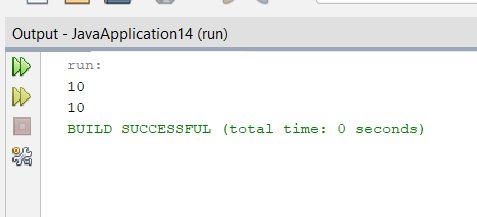 Output - JavaApplication14 (run)
run:
10
10
BUILD SUCCESSFUL (total time: 0 seconds)